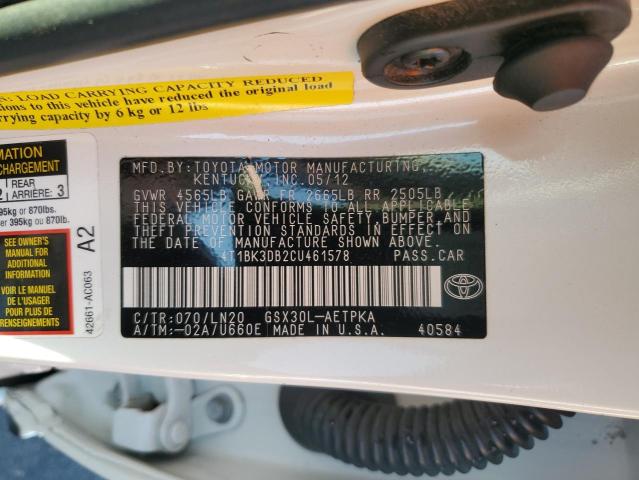 N: LOAD CARRYING CAPACITY REDUCED
tions to this vehicle have reduced the original load
rrying capacity by 6 kg or 12 lbs
MATION
CHARGEMENT
2 REAR ARRIÈRE: 3
395kg or 870lbs.
er 395kg ou 870lb.
SEE OWNER'S
MANUAL FOR
ADDITIONAL
INFORMATION
VOIR LE MANUEL
DE L'USAGER
POUR PLUS DE
RENSEIGNEMENTS
A2
42661-AC063
MFD. BY: TOYOTA MOTOR MANUFACTURING,
KENTUCKY, INC. 05/12
GVWR 4565LB GAWR FR 2665LB RR 2505LB
THIS VEHICLE CONFORMS TO ALL APPLICABLE
FEDERAL MOTOR VEHICLE SAFETY, BUMPER, AND
THEFT PREVENTION STANDARDS IN EFFECT ON
THE DATE OF MANUFACTURE SHOWN ABOVE.
4T1BK3DB2CU461578 PASS.CAR
C/TR:070/LN20 GSX30L-AETPKA
A/TM:-02A/U660E MADE IN U.S.A.
TOYOTA
40584